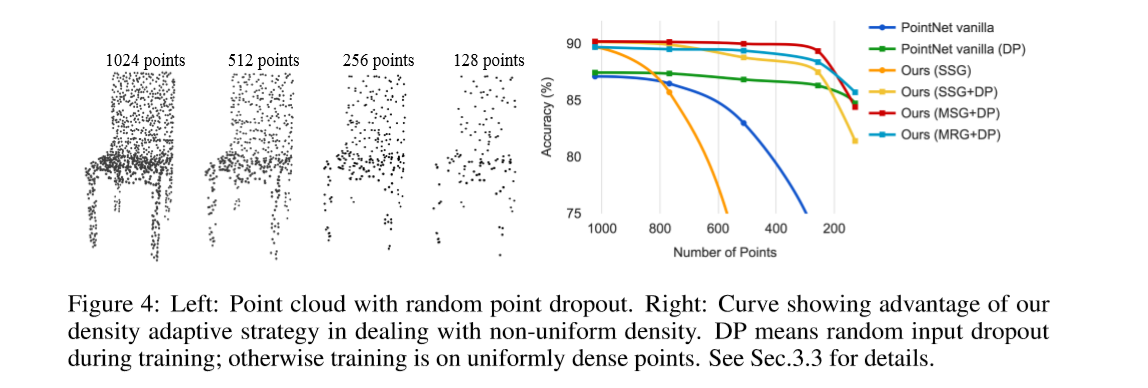 1024 points
512 points
256 points
128 points
90
85
80
75
Accuracy (%)
1000
800
600
400
200
Number of Points
PointNet vanilla
PointNet vanilla (DP)
Ours (SSG)
Ours (SSG+DP)
Ours (MSG+DP)
Ours (MRG+DP)
Figure 4: Left: Point cloud with random point dropout. Right: Curve showing advantage of our
density adaptive strategy in dealing with non-uniform density. DP means random input dropout
during training; otherwise training is on uniformly dense points. See Sec.3.3 for details.